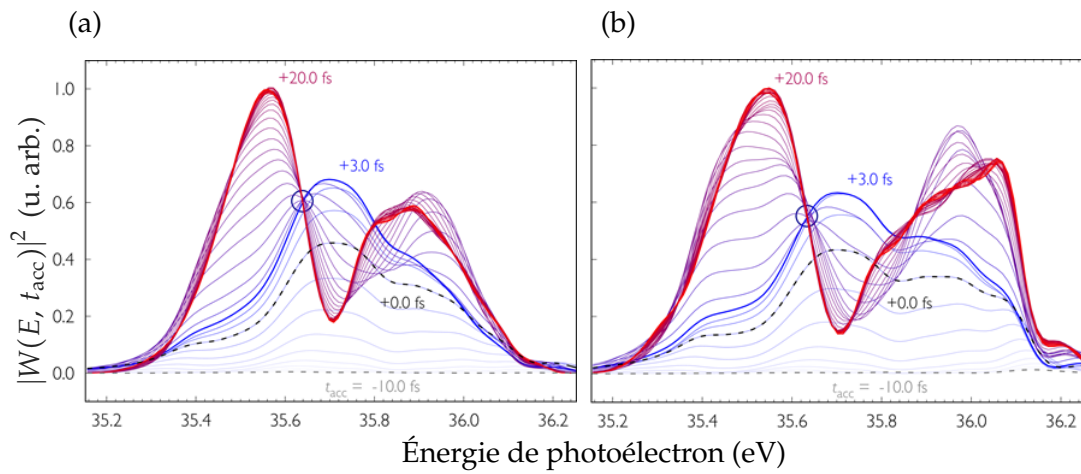 (a) (b)
+20.0 fs +20.0 fs
1.0
0.8
+3.0 fs +3.0 fs
0.6
0.4
+0.0 fs +0.0 fs
0.2
t_acc = -10.0 fs t_acc = -10.0 fs
0.0
35.2 35.4 35.6 35.8 36.0 35.2 35.4 35.6 35.8 36.0 36.2
|W(E, t_acc)|² (u. arb.)
Énergie de photoélectron (eV)